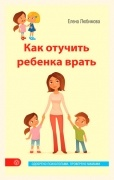 Елена Любимова
Как отучить
ребенка врать